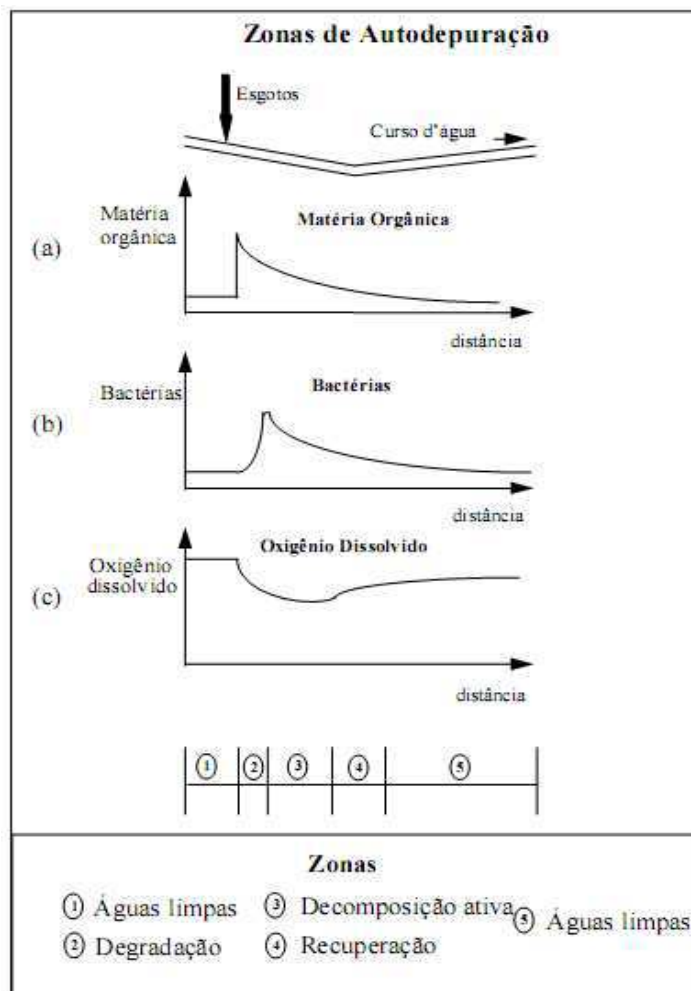 Zonas de Autodepuração
Esgotos
Curso d'água
Matéria
orgânica
Matéria Orgânica
(a)
distância
Bactérias
Bactérias
(b)
distância
Oxigênio Dissolvido
Oxigênio
dissolvido
(c)
distância
1 2 3 4 5
Zonas
1 Águas limpas 3 Decomposição ativa 5 Águas limpas
2 Degradação 4 Recuperação